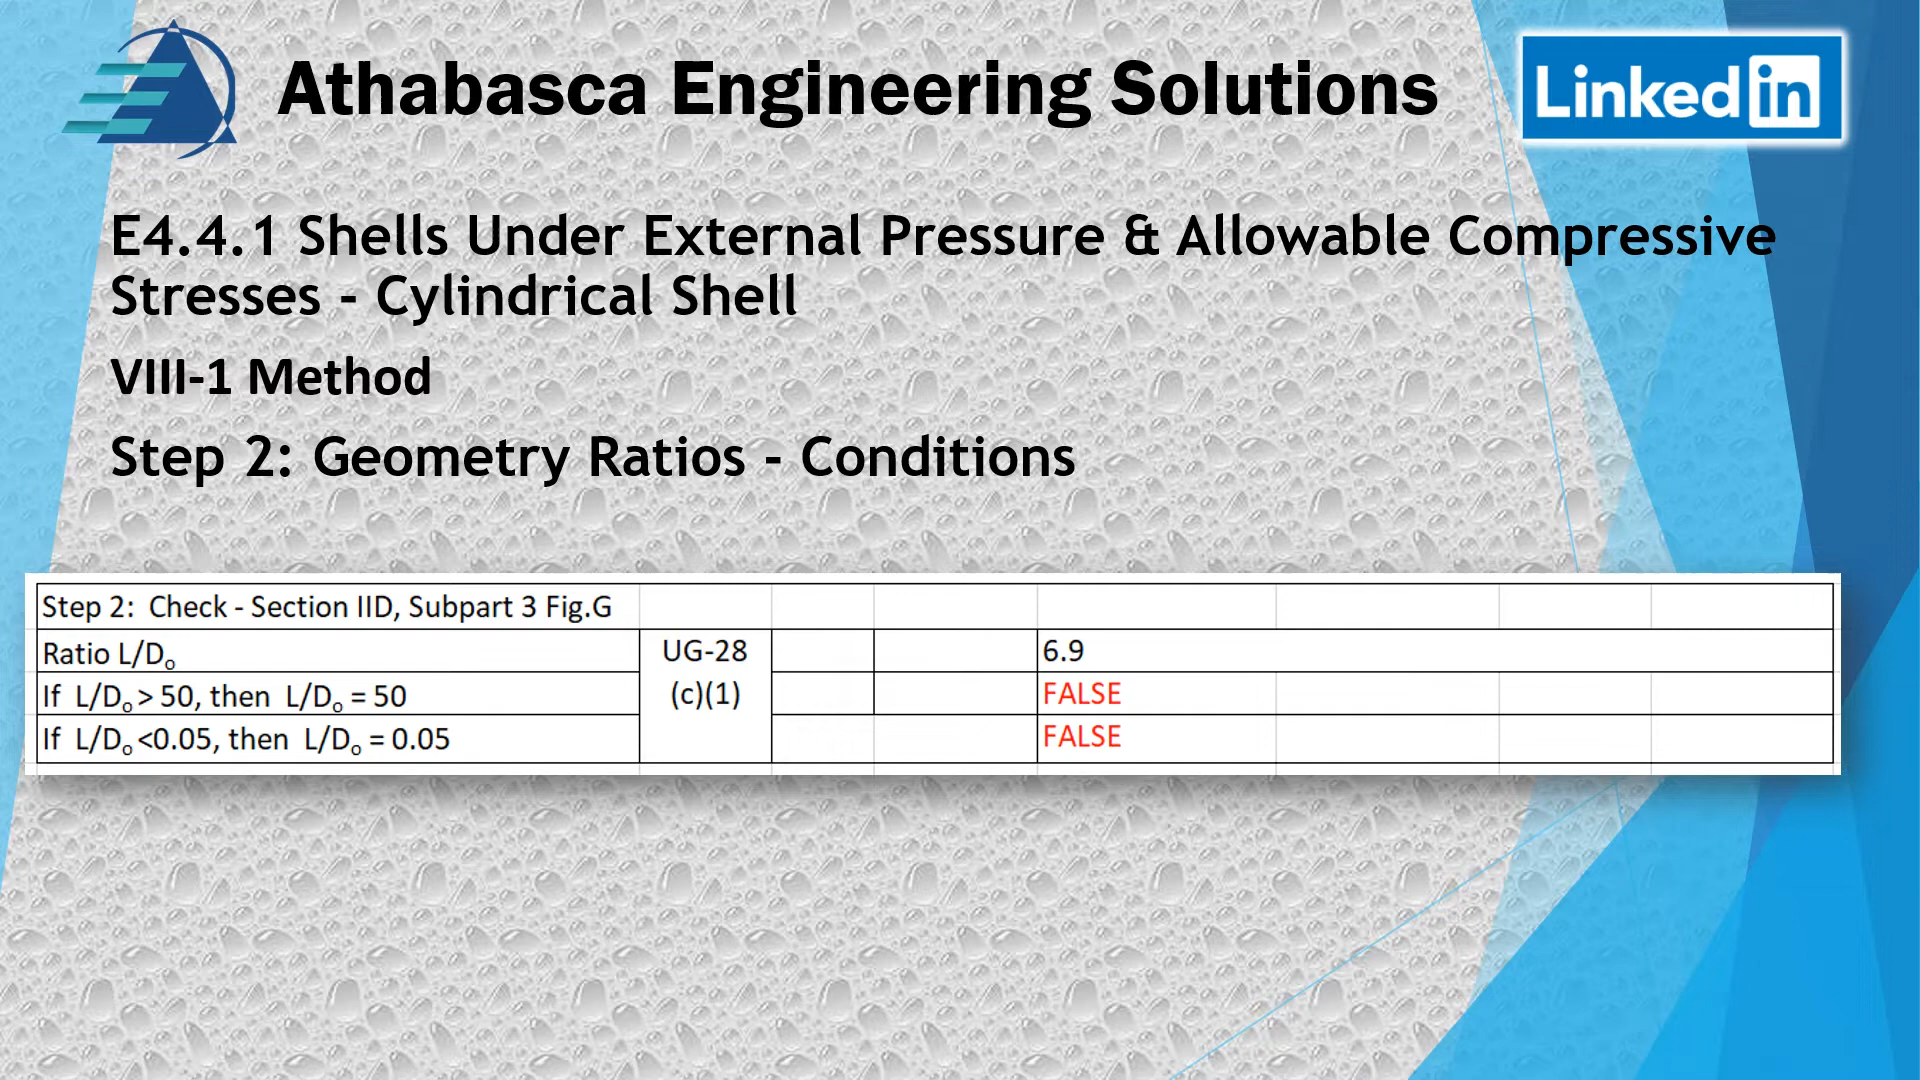 Athabasca Engineering Solutions
Linked in
E4.4.1 Shells Under External Pressure & Allowable Compressive
Stresses - Cylindrical Shell
VIII-1 Method
Step 2: Geometry Ratios - Conditions
Step 2: Check - Section IID, Subpart 3 Fig.G
Ratio L/Dₒ UG-28 6.9
If L/Dₒ > 50, then L/Dₒ = 50 (c)(1) FALSE
If L/Dₒ <0.05, then L/Dₒ = 0.05 FALSE